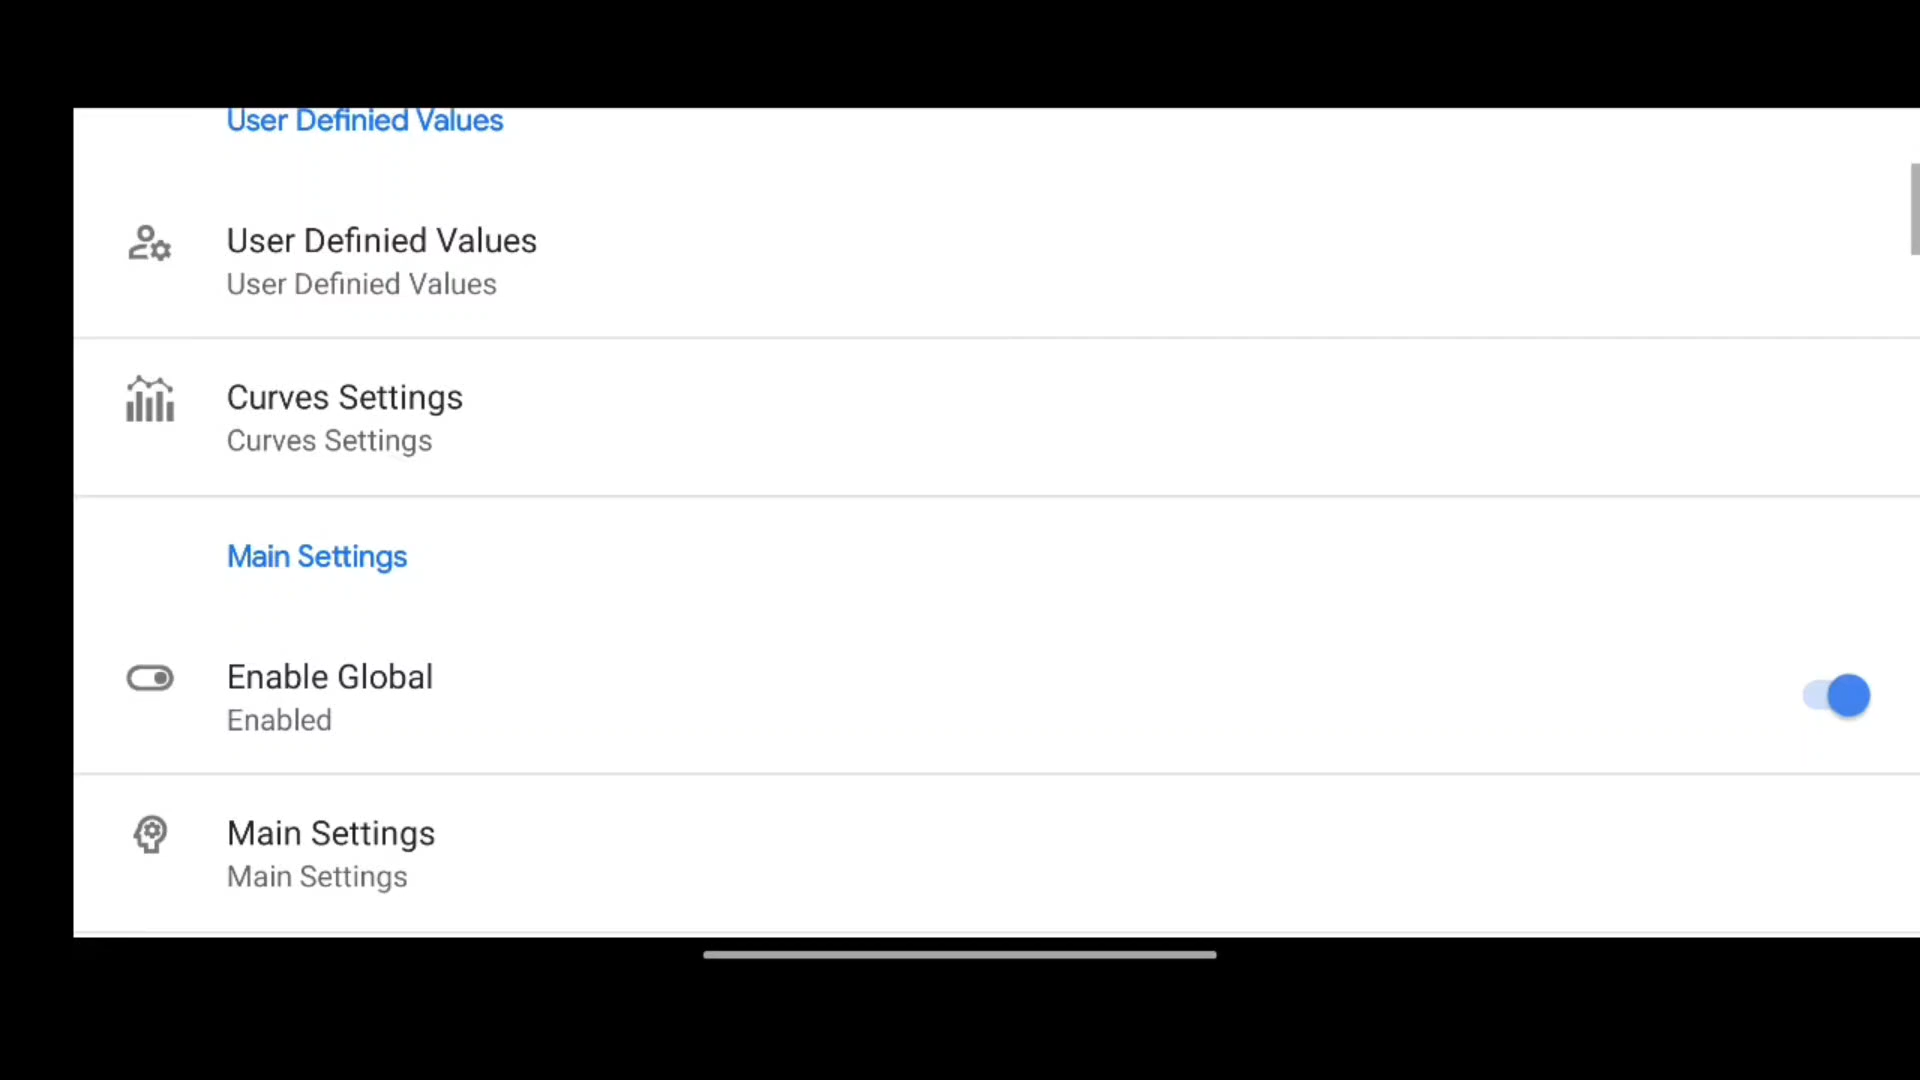 User Definied Values
User Definied Values
User Definied Values
Curves Settings
Curves Settings
Main Settings
Enable Global
Enabled
Main Settings
Main Settings